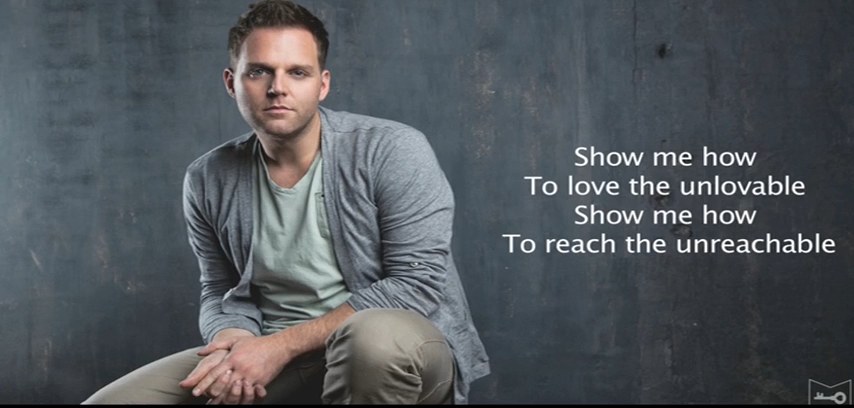 Show me how
To love the unlovable
Show me how
To reach the unreachable